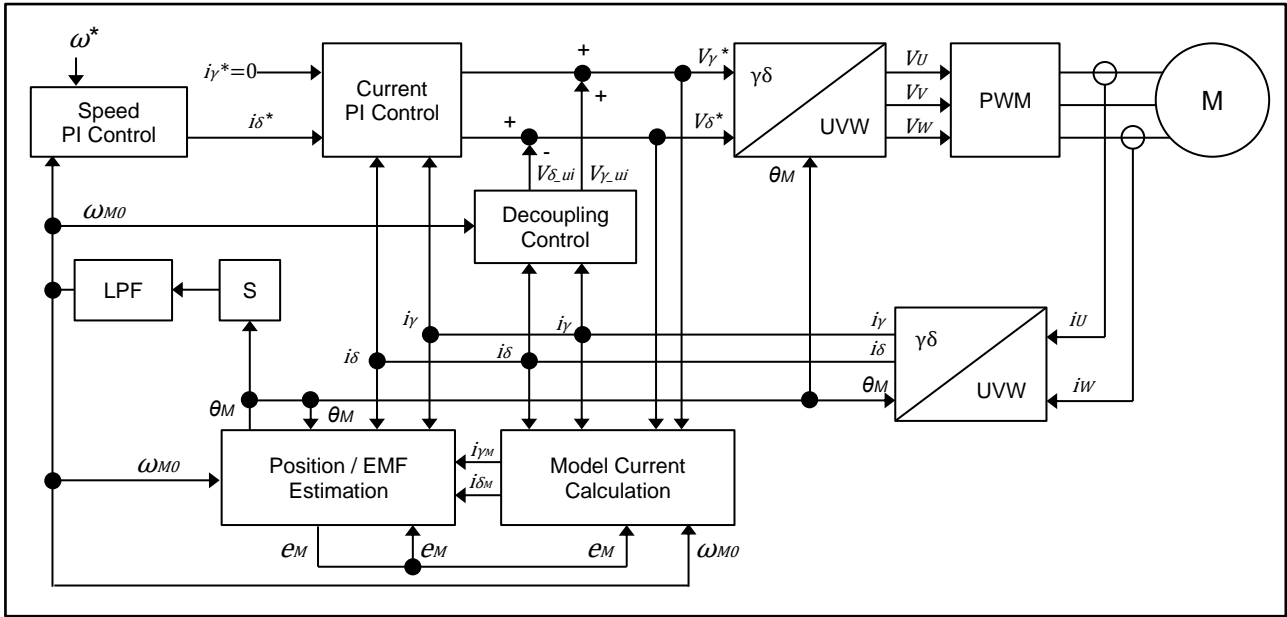 ω*
iγ*=0
Speed
PI Control
iδ*
Current
PI Control
+
+
+
-
Vδ_ui
Vγ_ui
Vγ*
Vδ*
γδ
UVW
θM
VU
VV
VW
PWM
M
ωM0
Decoupling
Control
LPF
S
iγ
iγ
iγ
iδ
iδ
iδ
γδ
UVW
iU
iW
θM
θM
θM
ωM0
Position / EMF
Estimation
iγM
iδM
Model Current
Calculation
eM
eM
eM
ωM0